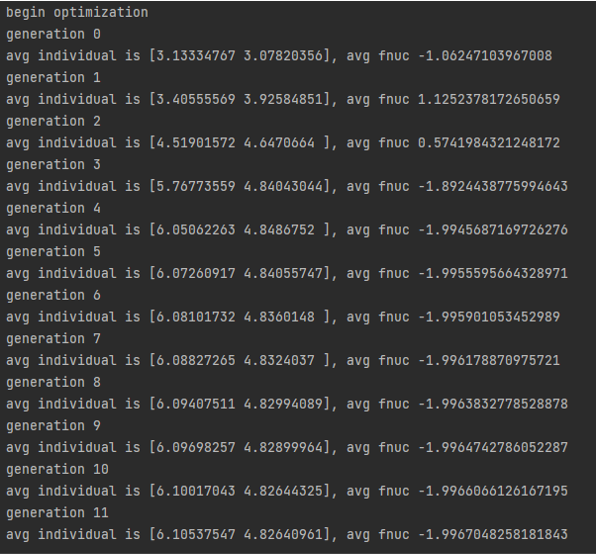 begin optimization
generation 0
avg individual is [3.13334767 3.07820356], avg fnuc -1.06247103967008
generation 1
avg individual is [3.40555569 3.92584851], avg fnuc 1.1252378172650659
generation 2
avg individual is [4.51901572 4.6470664 ], avg fnuc 0.5741984321248172
generation 3
avg individual is [5.76773559 4.84043044], avg fnuc -1.8924438775994643
generation 4
avg individual is [6.05062263 4.8486752 ], avg fnuc -1.9945687169726276
generation 5
avg individual is [6.07260917 4.84055747], avg fnuc -1.9955595664328971
generation 6
avg individual is [6.08101732 4.8360148 ], avg fnuc -1.995901053452989
generation 7
avg individual is [6.08827265 4.8324037 ], avg fnuc -1.996178870975721
generation 8
avg individual is [6.09407511 4.82994089], avg fnuc -1.9963832778528878
generation 9
avg individual is [6.09698257 4.82899964], avg fnuc -1.9964742786052287
generation 10
avg individual is [6.10017043 4.82644325], avg fnuc -1.9966066126167195
generation 11
avg individual is [6.10537547 4.82640961], avg fnuc -1.9967048258181843